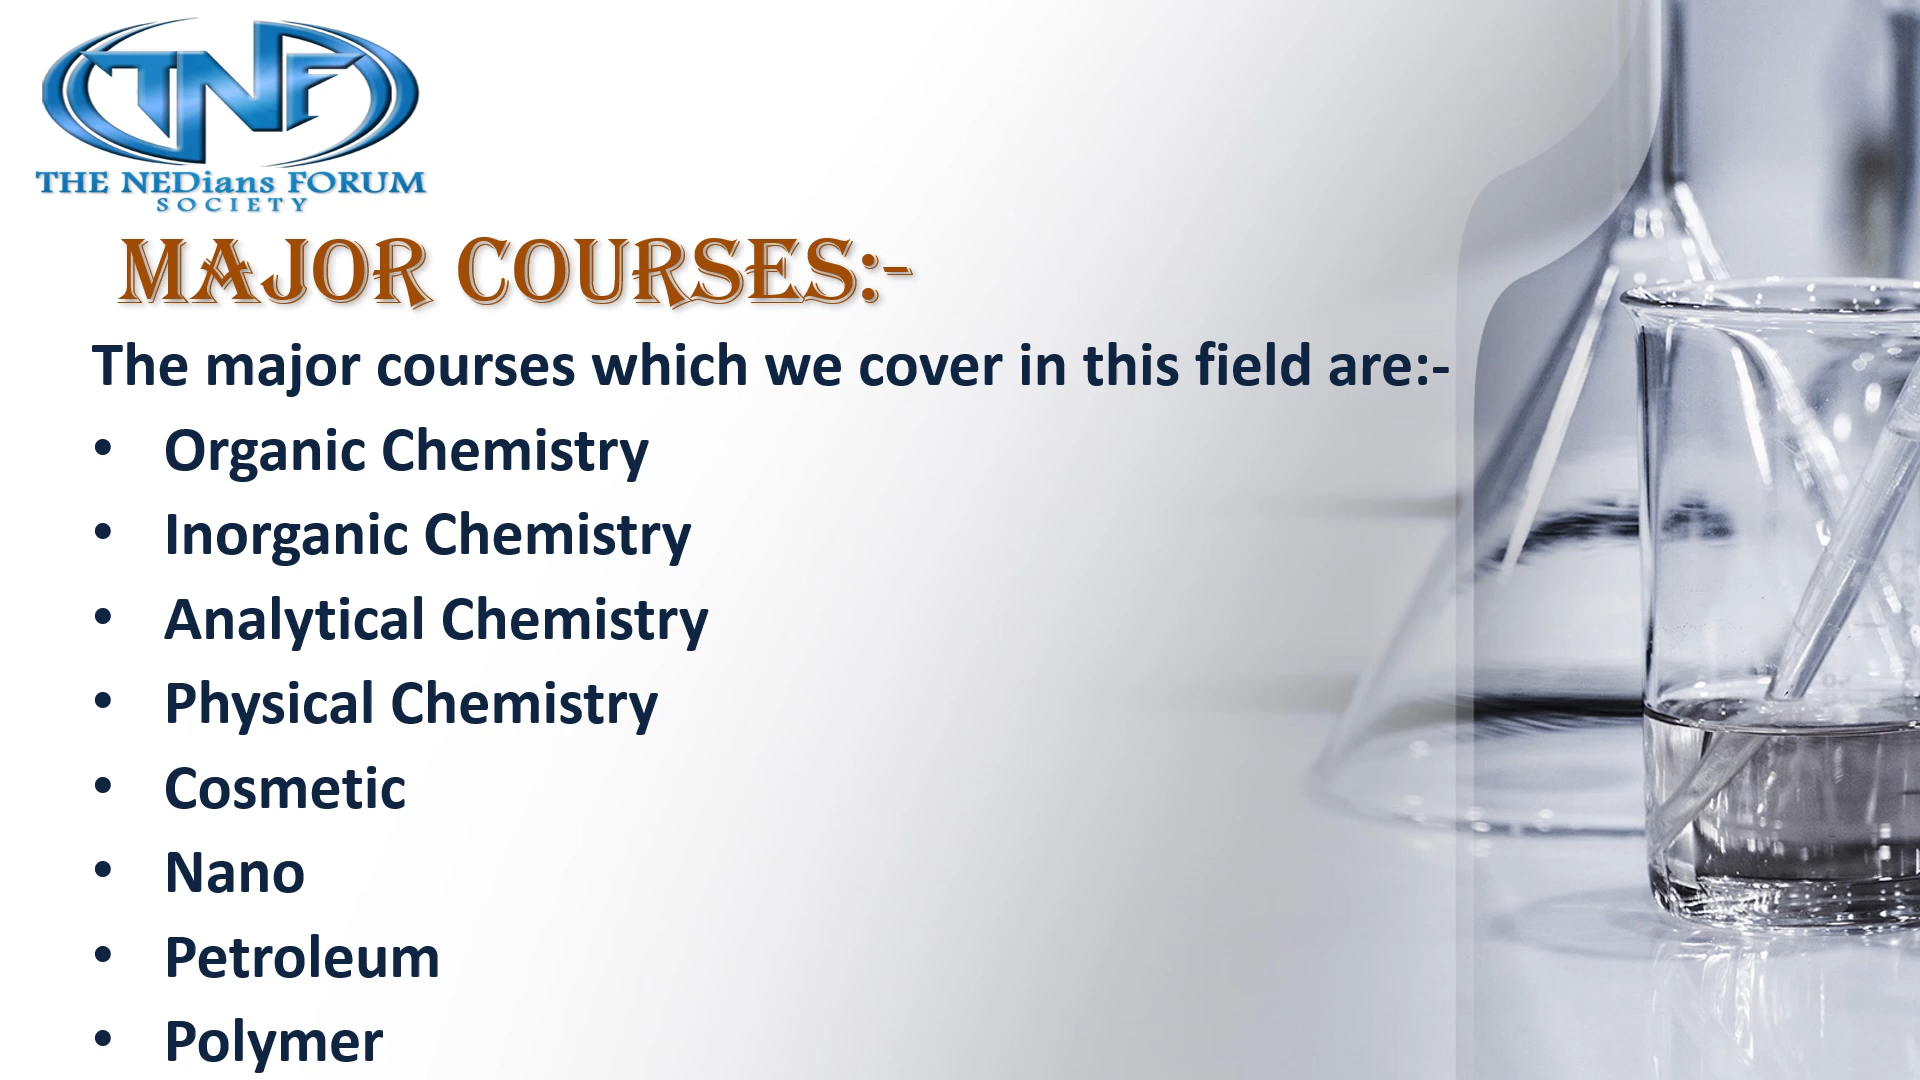 TNF
THE NEDians FORUM
SOCIETY
MAJOR COURSES:-
The major courses which we cover in this field are:-
• Organic Chemistry
• Inorganic Chemistry
• Analytical Chemistry
• Physical Chemistry
• Cosmetic
• Nano
• Petroleum
• Polymer